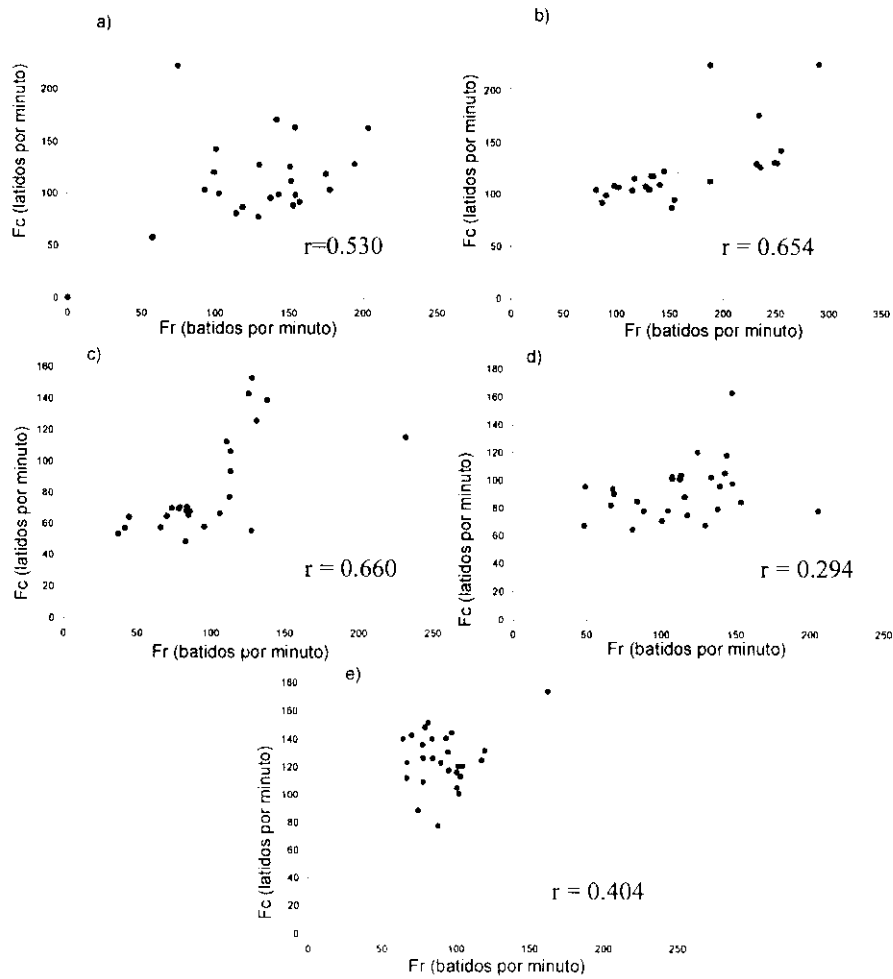 a)
Fc (latidos por minuto)
200
150
100
50
0
r=0.530
0 50 100 150 200 250
Fr (batidos por minuto)
b)
Fc (latidos por minuto)
200
150
100
50
0
r = 0.654
0 50 100 150 200 250 300 350
Fr (batidos por minuto)
c)
Fc (latidos por minuto)
160
140
120
100
80
60
40
20
0
r = 0.660
0 50 100 150 200 250
Fr (batidos por minuto)
d)
Fc (latidos por minuto)
180
160
140
120
100
80
60
40
20
0
r = 0.294
0 50 100 150 200 250
Fr (batidos por minuto)
e)
Fc (latidos por minuto)
180
160
140
120
100
80
60
40
20
0
r = 0.404
0 50 100 150 200 250
Fr (batidos por minuto)